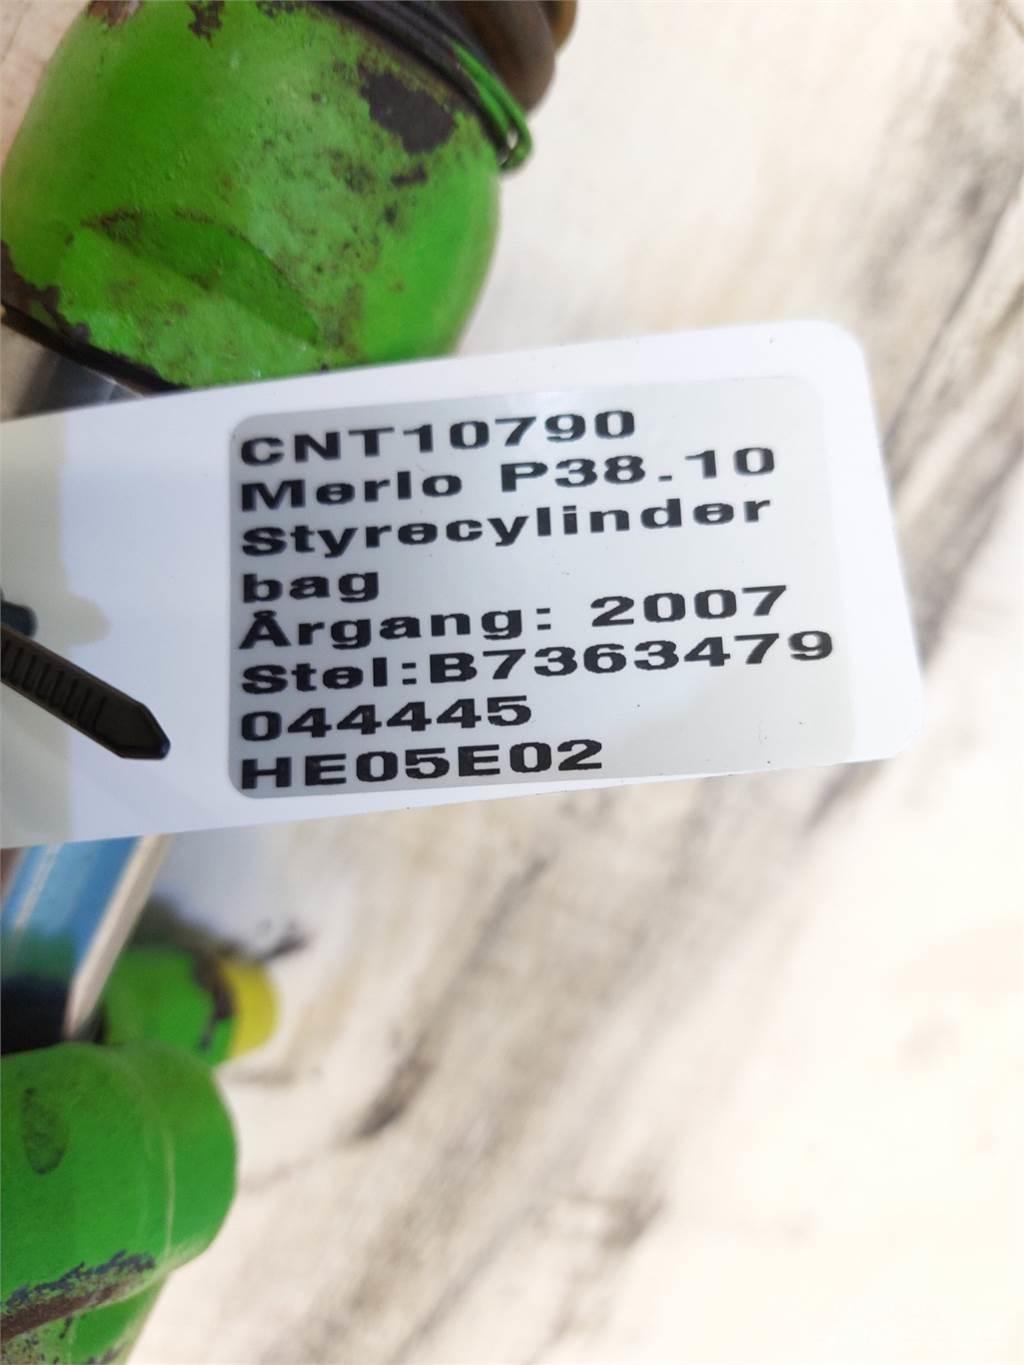 CNT10790
Merlo P38.10
Styrecylinder
bag
Årgang: 2007
Stel:B7363479
044445
HE05E02